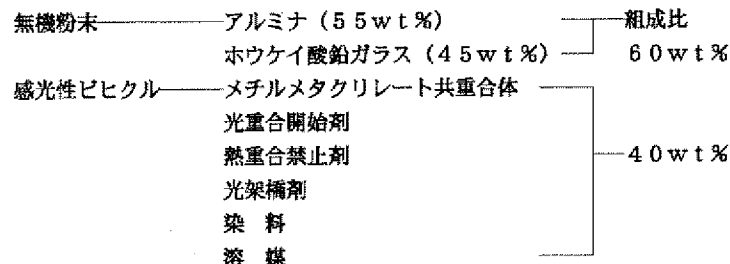 無機粉末 アルミナ（５５ｗｔ％） 組成比
ホウケイ酸鉛ガラス（４５ｗｔ％） ６０ｗｔ％
感光性ビヒクル メチルメタクリレート共重合体
光重合開始剤
熱重合禁止剤 ４０ｗｔ％
光架橋剤
染　料
溶　媒